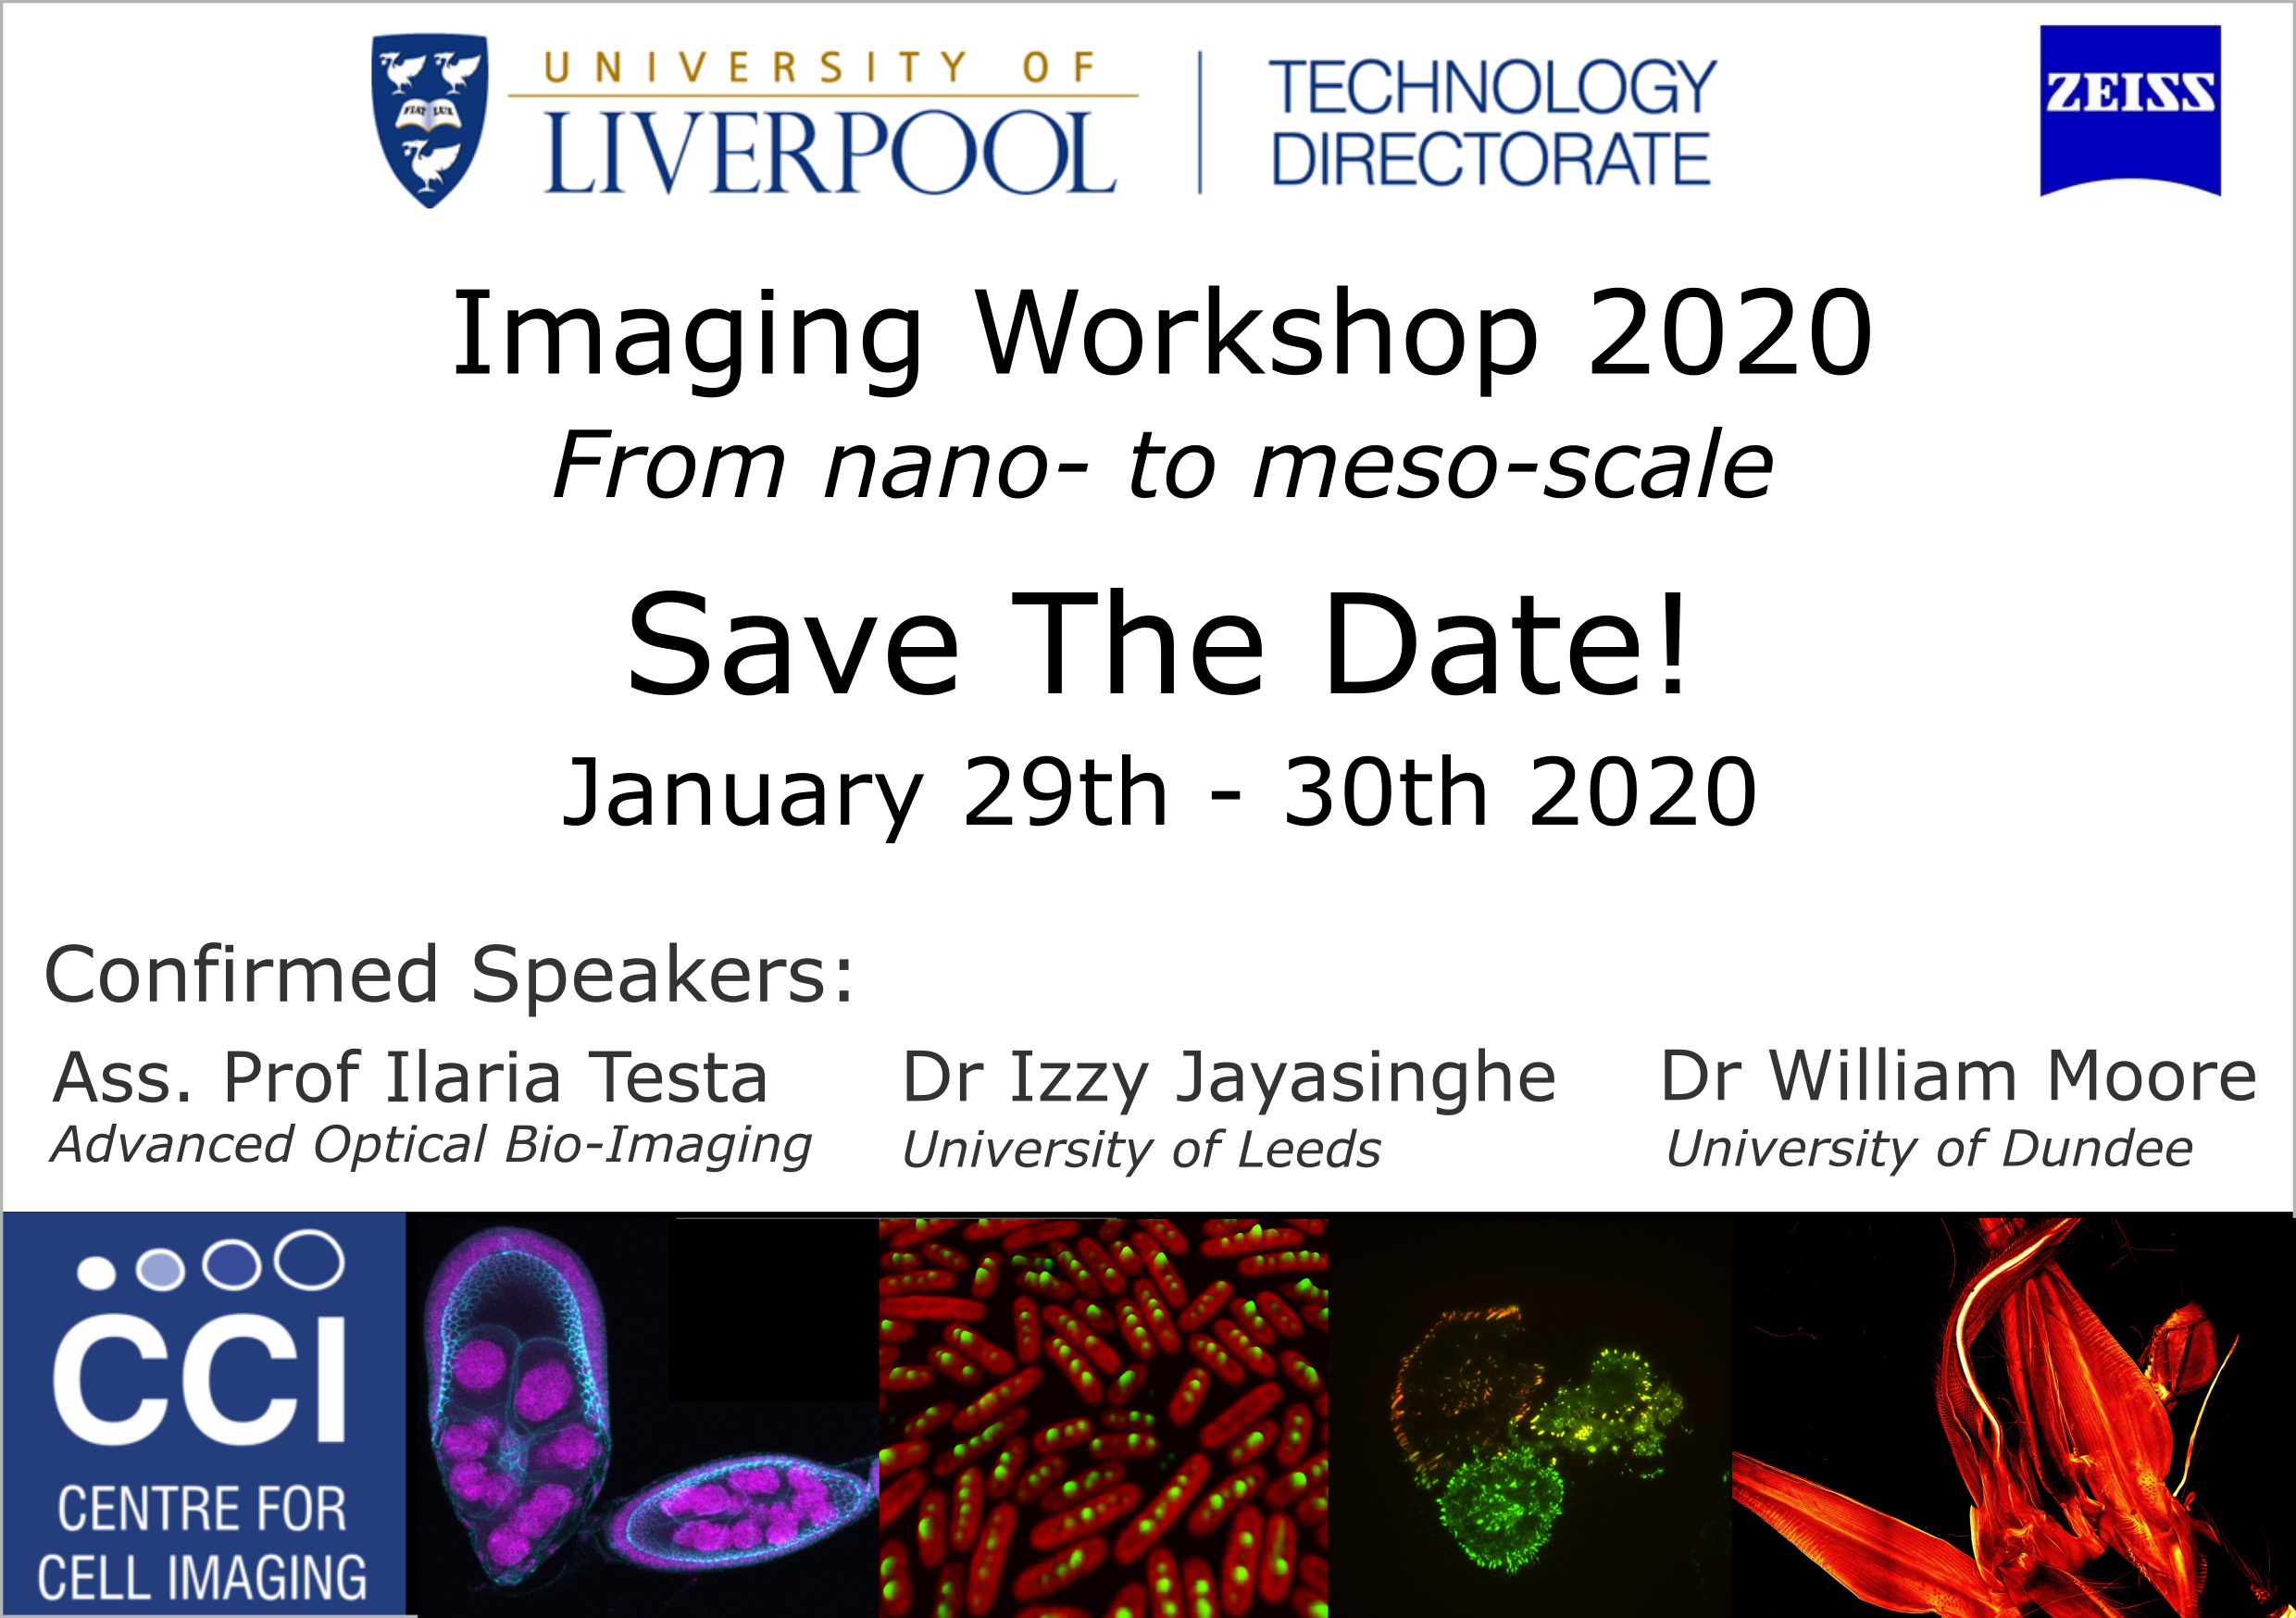 FIAT LUX
UNIVERSITY OF
LIVERPOOL
TECHNOLOGY
DIRECTORATE
ZEISS
Imaging Workshop 2020
From nano- to meso-scale
Save The Date!
January 29th - 30th 2020
Confirmed Speakers:
Ass. Prof Ilaria Testa
Advanced Optical Bio-Imaging
Dr Izzy Jayasinghe
University of Leeds
Dr William Moore
University of Dundee
CCI
CENTRE FOR
CELL IMAGING